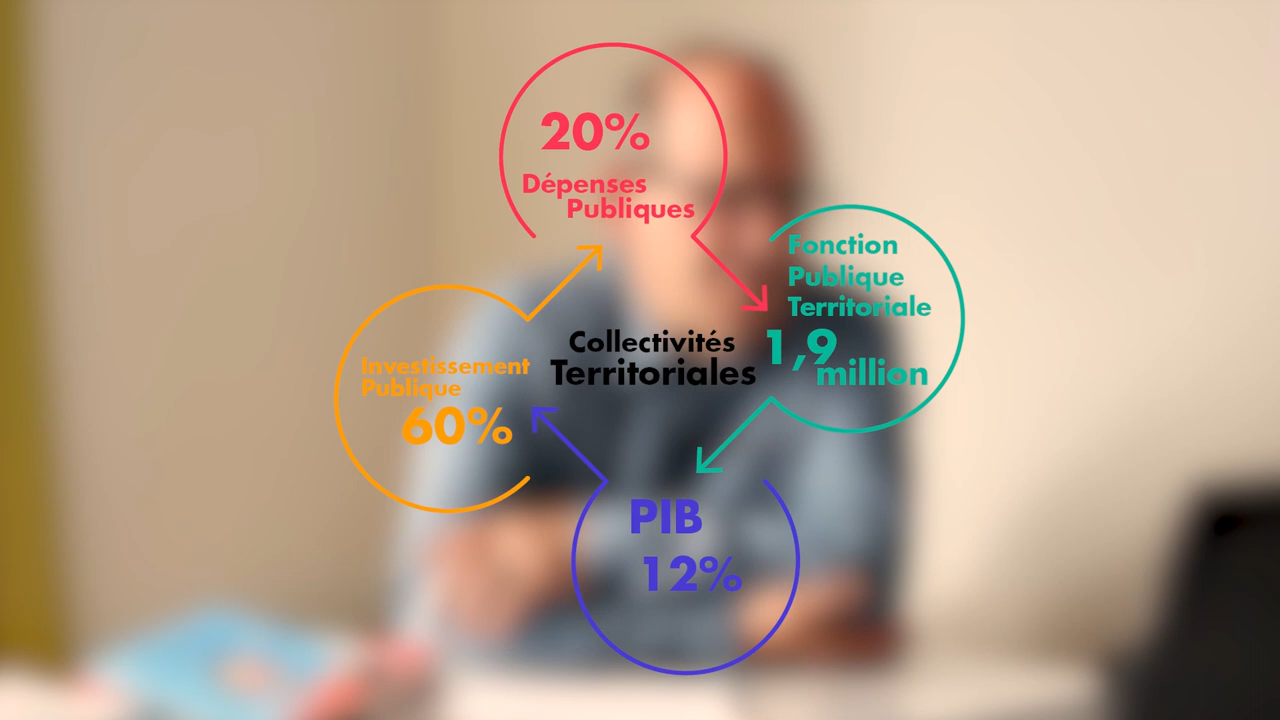 20%
Dépenses
Publiques
Fonction
Publique
Territoriale
1,9
million
Collectivités
Territoriales
Investissement
Publique
60%
PIB
12%